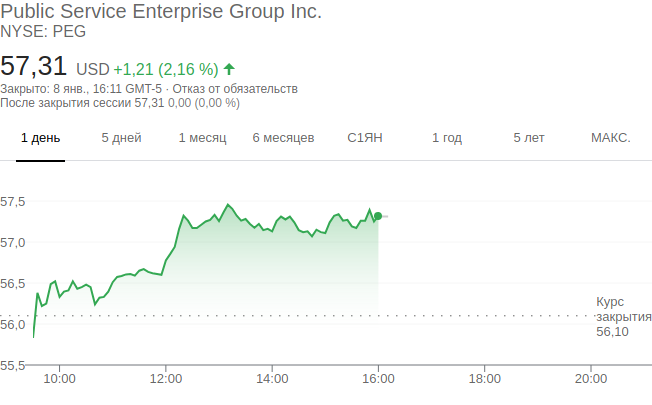 Public Service Enterprise Group Inc.
NYSE: PEG
57,31 USD +1,21 (2,16 %)
Закрыто: 8 янв., 16:11 GMT-5 · Отказ от обязательств
После закрытия сессии 57,31 0,00 (0,00 %)
1 день 5 дней 1 месяц 6 месяцев С1ЯН 1 год 5 лет МАКС.
57,5
57,0
56,5
56,0
55,5
Курс
закрытия
56,10
10:00 12:00 14:00 16:00 18:00 20:00